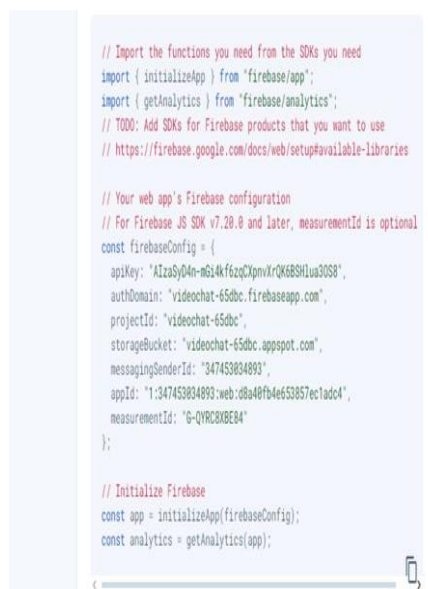 // Import the functions you need from the SDKs you need
import { initializeApp } from "firebase/app";
import { getAnalytics } from "firebase/analytics";
// TODO: Add SDKs for Firebase products that you want to use
// https://firebase.google.com/docs/web/setup#available-libraries
// Your web app's Firebase configuration
// For Firebase JS SDK v7.20.0 and later, measurementId is optional
const firebaseConfig = {
apiKey: "AIzaSyD4n-mGi4kf6zqCXpnvXrQK6BSHlua3OS8",
authDomain: "videochat-65dbc.firebaseapp.com",
projectId: "videochat-65dbc",
storageBucket: "videochat-65dbc.appspot.com",
messagingSenderId: "347453034893",
appId: "1:347453034893:web:d8a40fb4e653857ec1adc4",
measurementId: "G-QYRC8XBE84"
};
// Initialize Firebase
const app = initializeApp(firebaseConfig);
const analytics = getAnalytics(app);